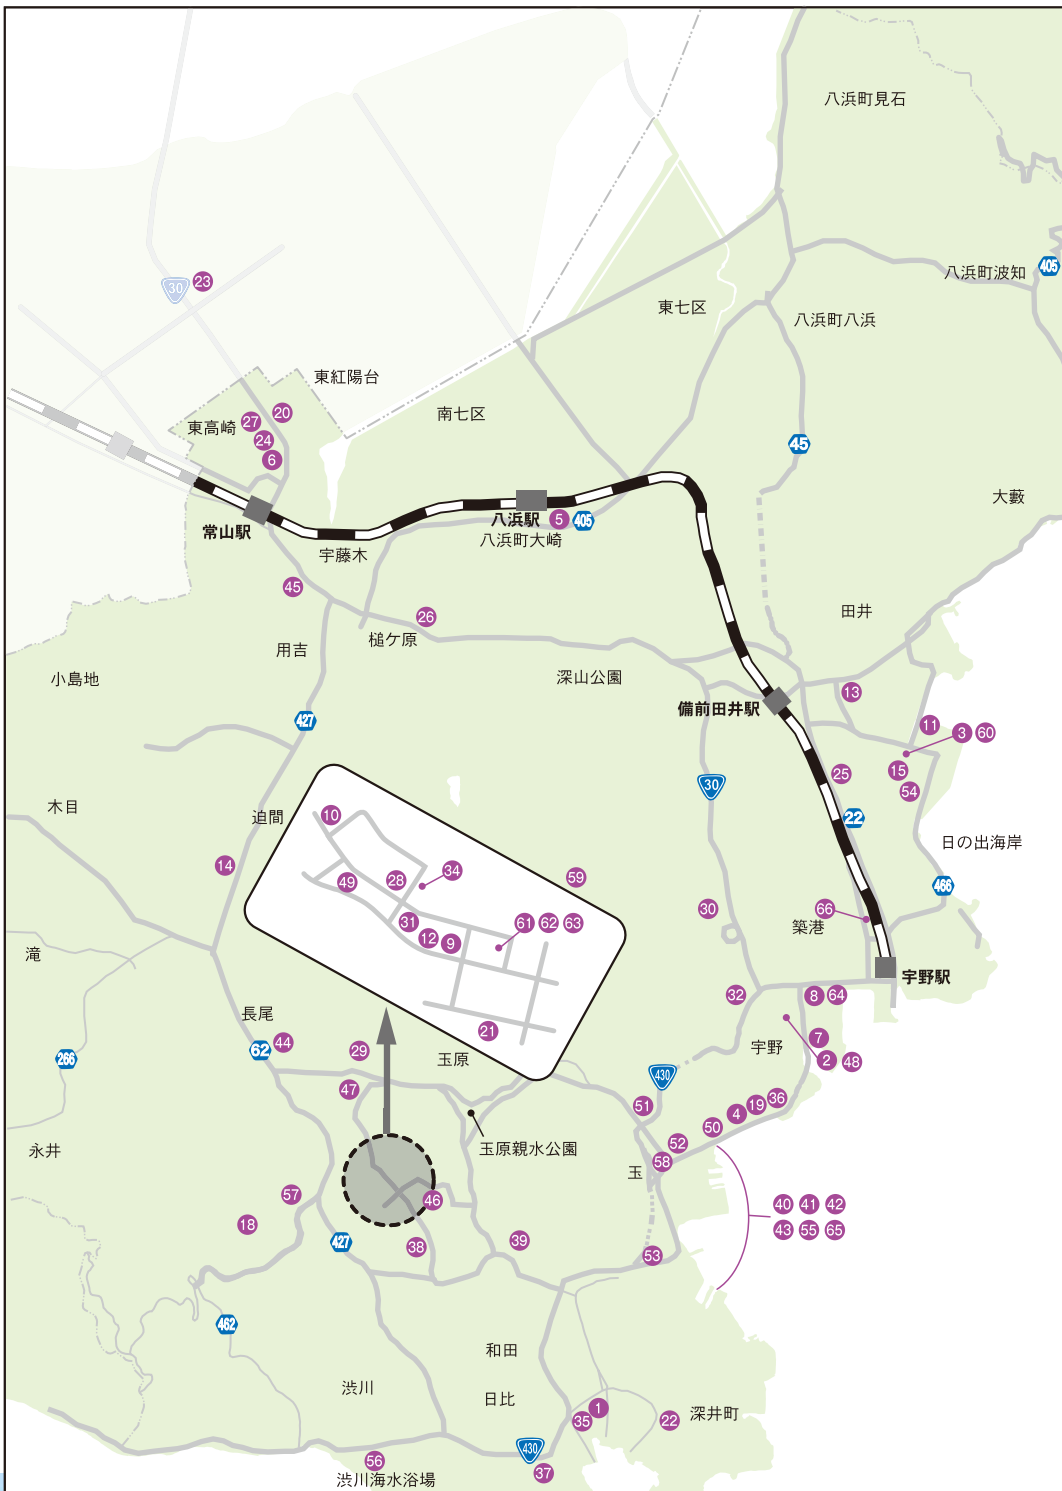 八浜町見石
405
八浜町波知
30
23
東七区
八浜町八浜
東紅陽台
27
20
東高崎
24
6
南七区
45
大藪
常山駅
八浜駅
5
405
八浜町大崎
宇藤木
45
26
槌ケ原
用吉
田井
小島地
深山公園
備前田井駅
13
427
11
3 60
15
54
25
30
22
木目
迫間
10
日の出海岸
14
34
28
49
59
466
31
12 9
61 62 63
30
66
築港
滝
宇野駅
32
8 64
長尾
21
44
62
29
玉原
7
宇野
2 48
266
47
430
51
50 4 19 36
玉原親水公園
52
永井
58
玉
57
46
18
40 41 42
43 55 65
427
38
39
53
462
和田
渋川
日比
1
35
22
深井町
430
56
37
渋川海水浴場